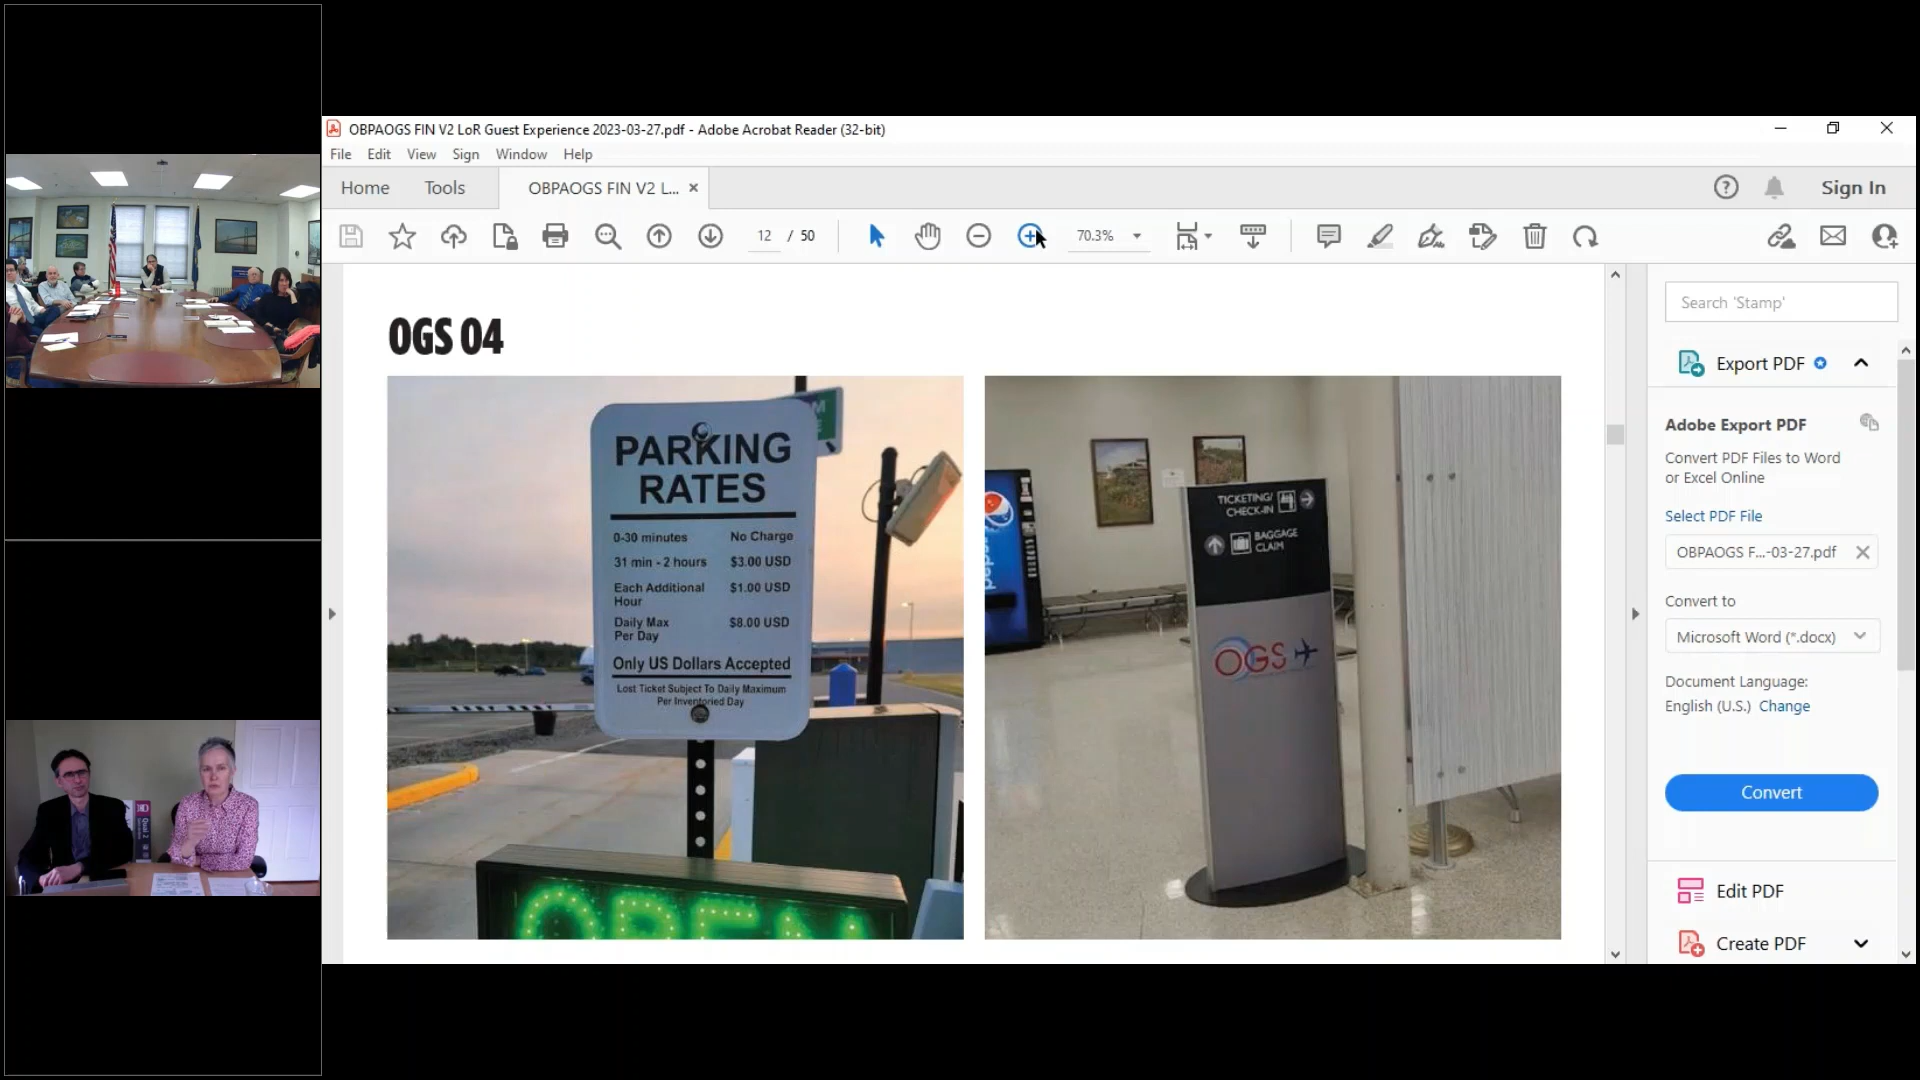 OBPAOGS FIN V2 LoR Guest Experience 2023-03-27.pdf - Adobe Acrobat Reader (32-bit)
File Edit View Sign Window Help
Home Tools OBPAOGS FIN V2 L... Sign In
12 / 50 70.3%
OGS 04
PARKING
RATES
0-30 minutes No Charge
31 min - 2 hours $3.00 USD
Each Additional $1.00 USD
Hour
Daily Max $8.00 USD
Per Day
Only US Dollars Accepted
Lost Ticket Subject To Daily Maximum
Per Inventoried Day
OPEN
pepsi
TICKETING/
CHECK-IN
BAGGAGE
CLAIM
OGS
Search 'Stamp'
Export PDF
Adobe Export PDF
Convert PDF Files to Word
or Excel Online
Select PDF File
OBPAOGS F...-03-27.pdf
Convert to
Microsoft Word (*.docx)
Document Language:
English (U.S.) Change
Convert
Edit PDF
Create PDF